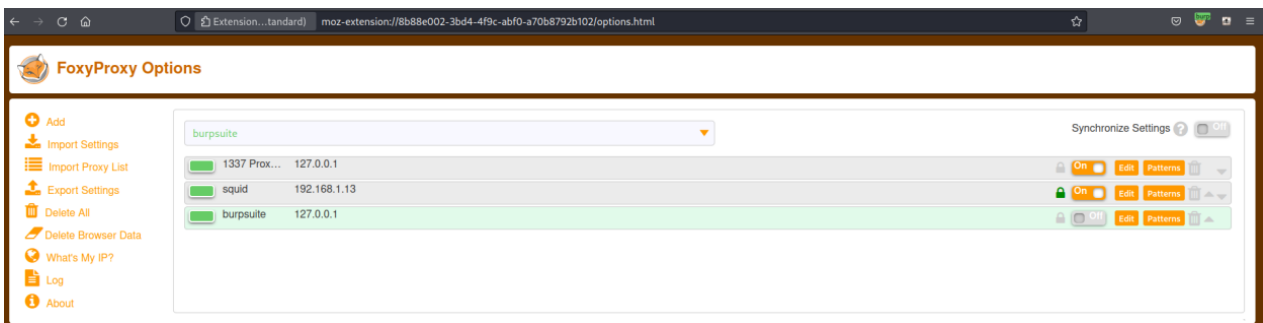 Extension...tandard) moz-extension://8b88e002-3bd4-4f9c-abf0-a70b8792b102/options.html
FoxyProxy Options
Add
Import Settings
Import Proxy List
Export Settings
Delete All
Delete Browser Data
What's My IP?
Log
About
burpsuite
Synchronize Settings ? Off
1337 Prox... 127.0.0.1 On Edit Patterns
squid 192.168.1.13 On Edit Patterns
burpsuite 127.0.0.1 Off Edit Patterns